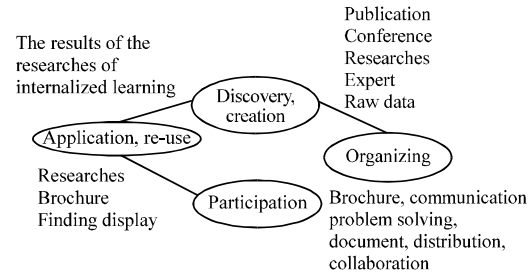 The results of the
researches of
internalized learning
Publication
Conference
Researches
Expert
Raw data
Discovery,
creation
Application, re-use
Organizing
Researches
Brochure
Finding display
Participation
Brochure, communication
problem solving,
document, distribution,
collaboration